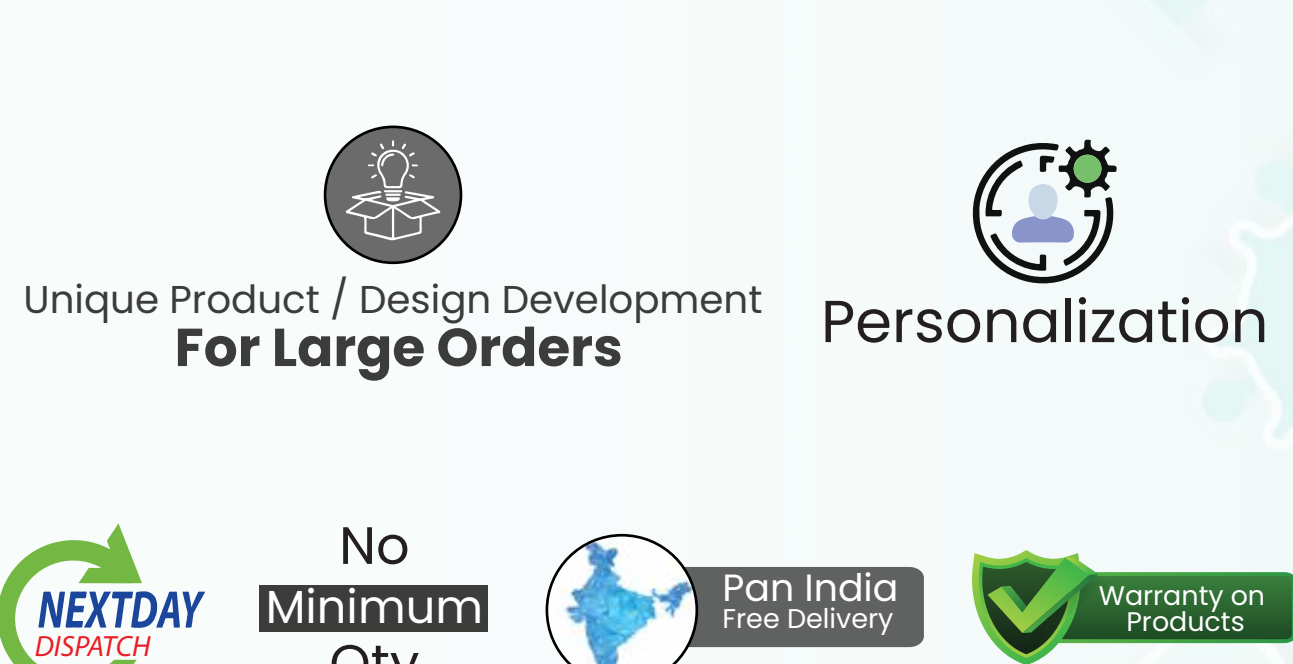 Unique Product / Design Development
For Large Orders
Personalization
NEXTDAY
DISPATCH
No
Minimum
Qty
Pan India
Free Delivery
Warranty on
Products